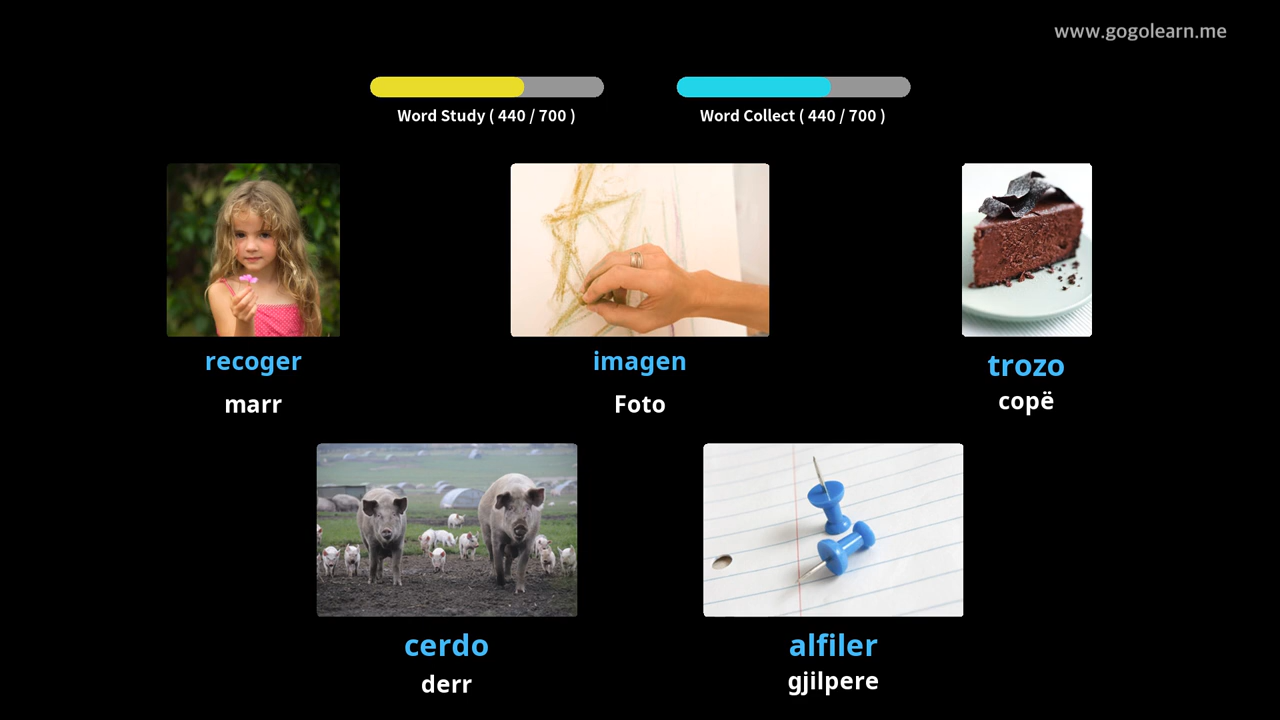 www.gogolearn.me
Word Study ( 440 / 700 )
Word Collect ( 440 / 700 )
recoger
marr
imagen
Foto
trozo
copë
cerdo
derr
alfiler
gjilpere